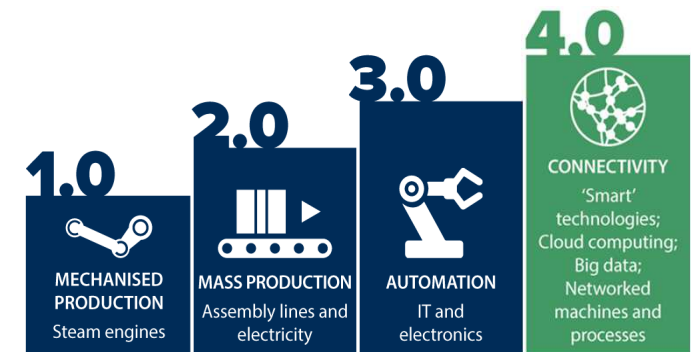 1.0
MECHANISED
PRODUCTION
Steam engines
2.0
MASS PRODUCTION
Assembly lines and
electricity
3.0
AUTOMATION
IT and
electronics
4.0
CONNECTIVITY
'Smart'
technologies;
Cloud computing;
Big data;
Networked
machines and
processes